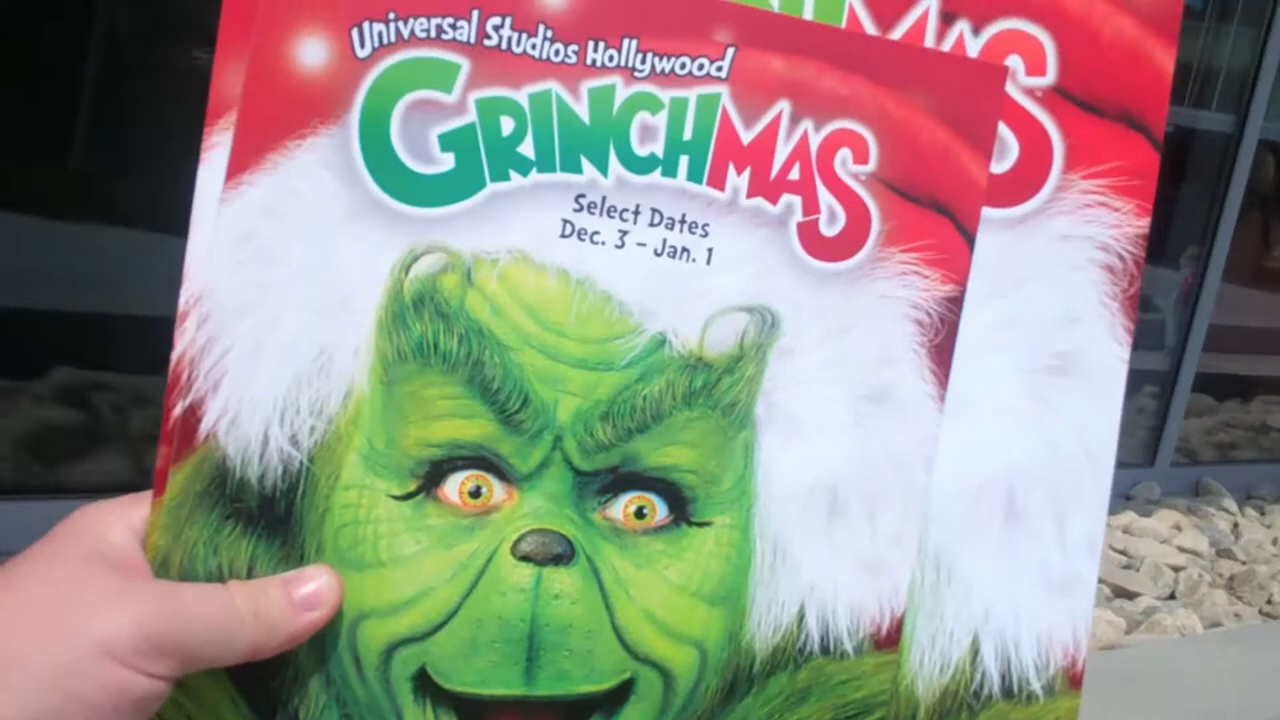 Universal Studios Hollywood
GRINCHMAS
Select Dates
Dec. 3 - Jan. 1